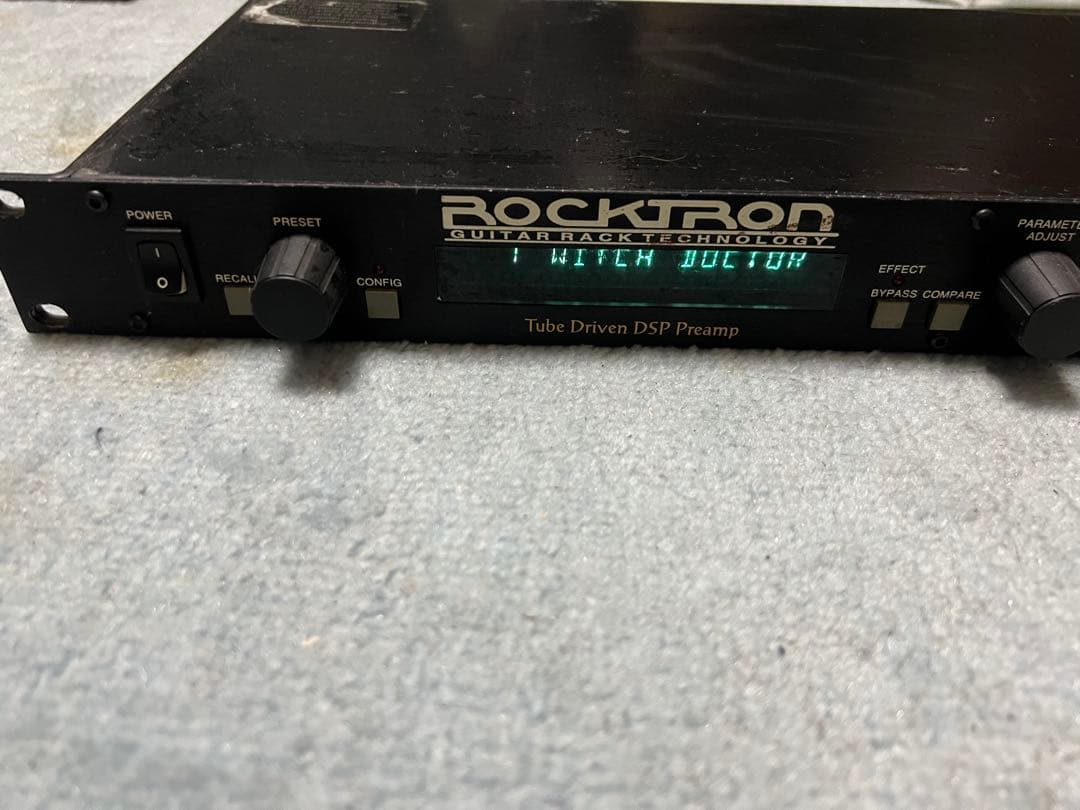 POWER
PRESET
RECALL
CONFIG
ROCKTRON
GUITAR RACK TECHNOLOGY
1 WITCH DOCTOR
Tube Driven DSP Preamp
EFFECT
BYPASS COMPARE
ADJUST
I
O